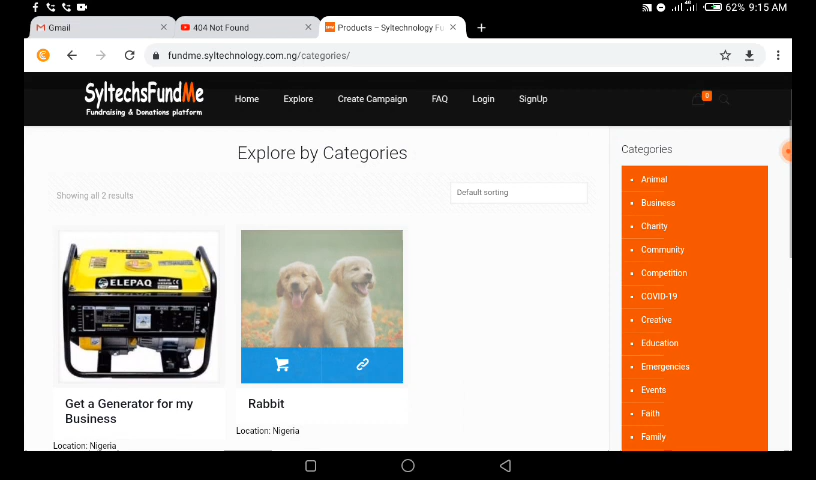 62% 9:15 AM
Gmail
404 Not Found
Products – Syltechnology Fu
fundme.syltechnology.com.ng/categories/
SyltechsFundMe
Fundraising & Donations platform
Home
Explore
Create Campaign
FAQ
Login
SignUp
0
Explore by Categories
Showing all 2 results
Default sorting
ELEPAQ
Get a Generator for my
Business
Location: Nigeria
Rabbit
Location: Nigeria
Categories
Animal
Business
Charity
Community
Competition
COVID-19
Creative
Education
Emergencies
Events
Faith
Family